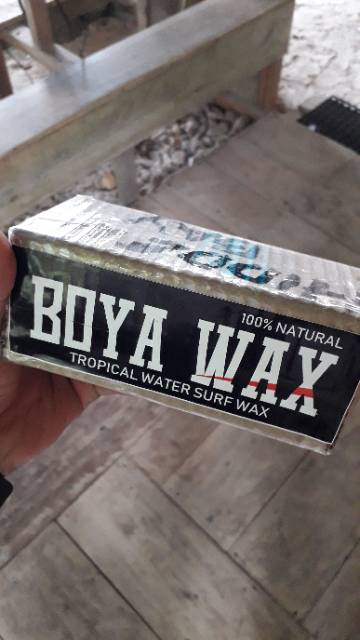 BOYA WAX
100% NATURAL
TROPICAL WATER SURF WAX